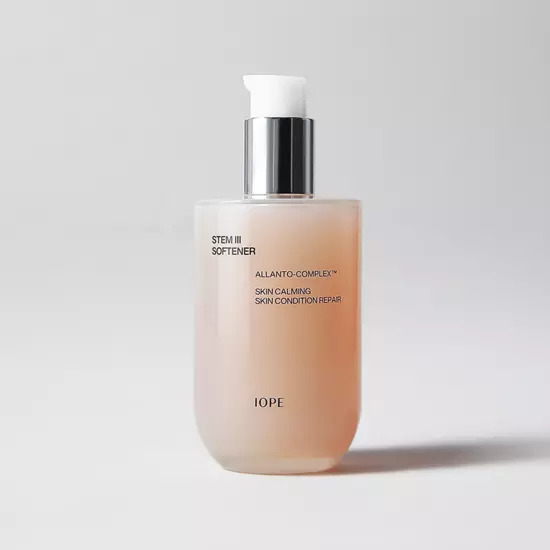 STEM III
SOFTENER
ALLANTO-COMPLEX™
SKIN CALMING
SKIN CONDITION REPAIR
IOPE